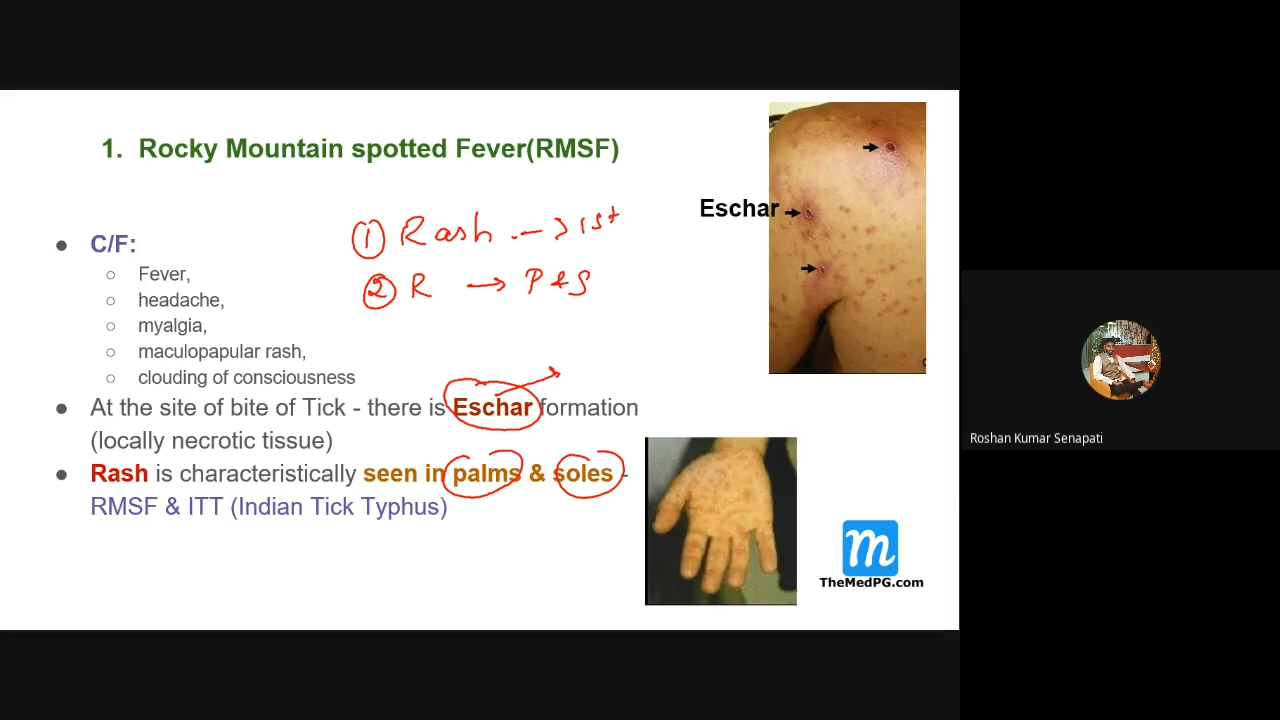 1. Rocky Mountain spotted Fever(RMSF)
① Rash --> 1st
② R → P & S
Eschar
● C/F:
○ Fever,
○ headache,
○ myalgia,
○ maculopapular rash,
○ clouding of consciousness
● At the site of bite of Tick - there is Eschar formation
(locally necrotic tissue)
● Rash is characteristically seen in palms & soles -
RMSF & ITT (Indian Tick Typhus)
m
TheMedPG.com
Roshan Kumar Senapati